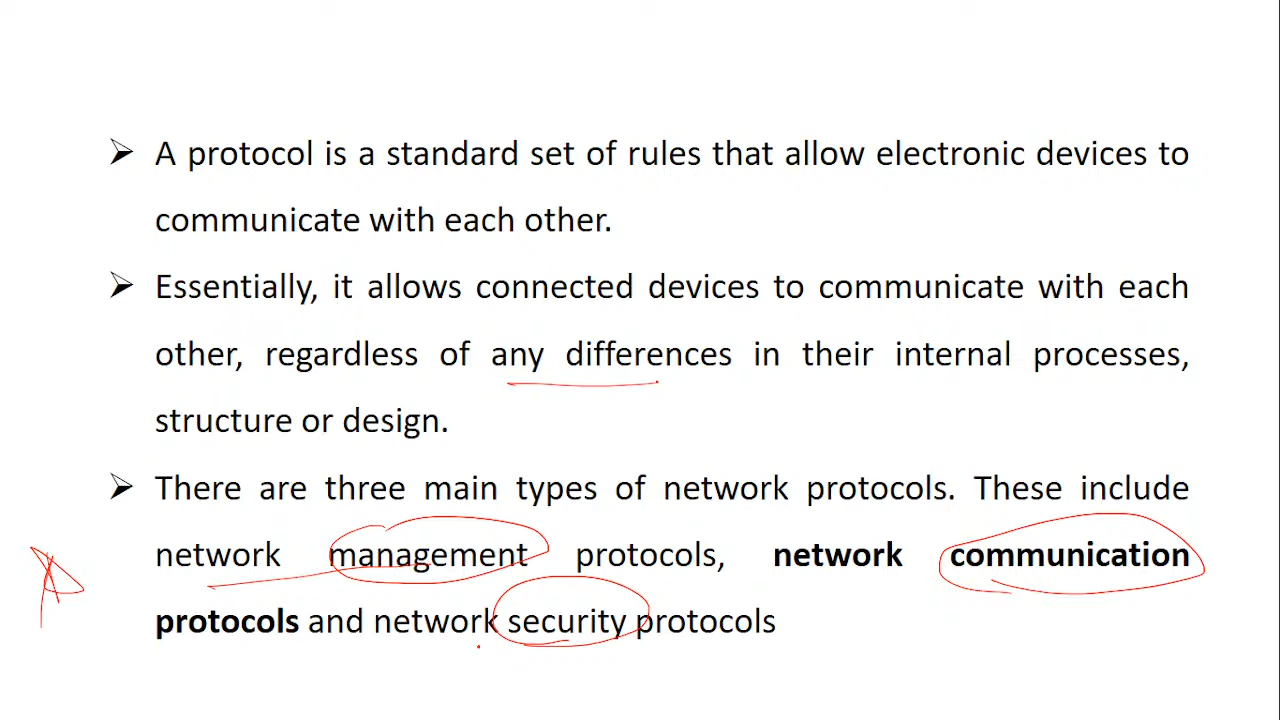 ➢ A protocol is a standard set of rules that allow electronic devices to
communicate with each other.
➢ Essentially, it allows connected devices to communicate with each
other, regardless of any differences in their internal processes,
structure or design.
➢ There are three main types of network protocols. These include
network management protocols, network communication
protocols and network security protocols